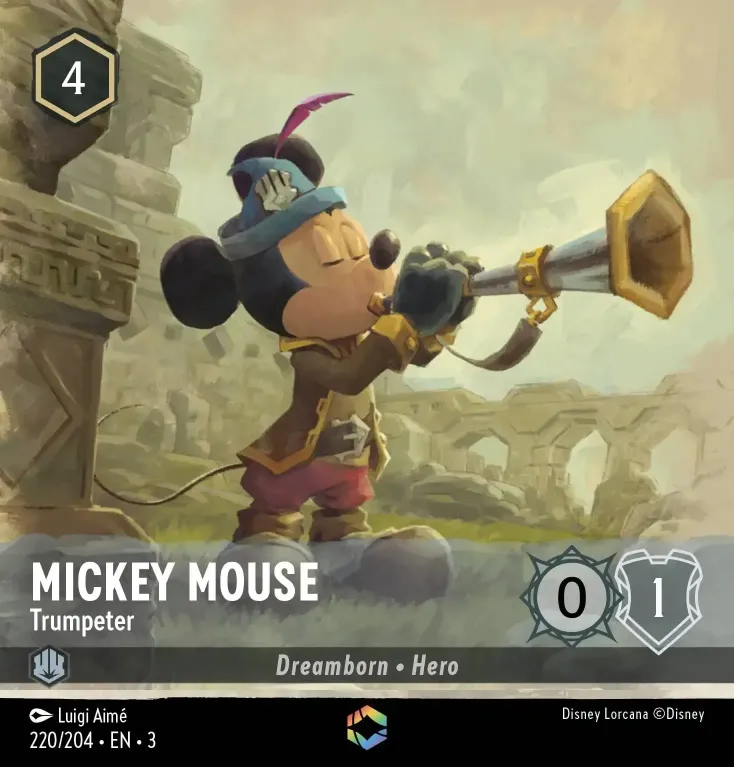 4
MICKEY MOUSE
Trumpeter
0
1
Dreamborn • Hero
Luigi Aimé
Disney Lorcana ©Disney
220/204 • EN • 3